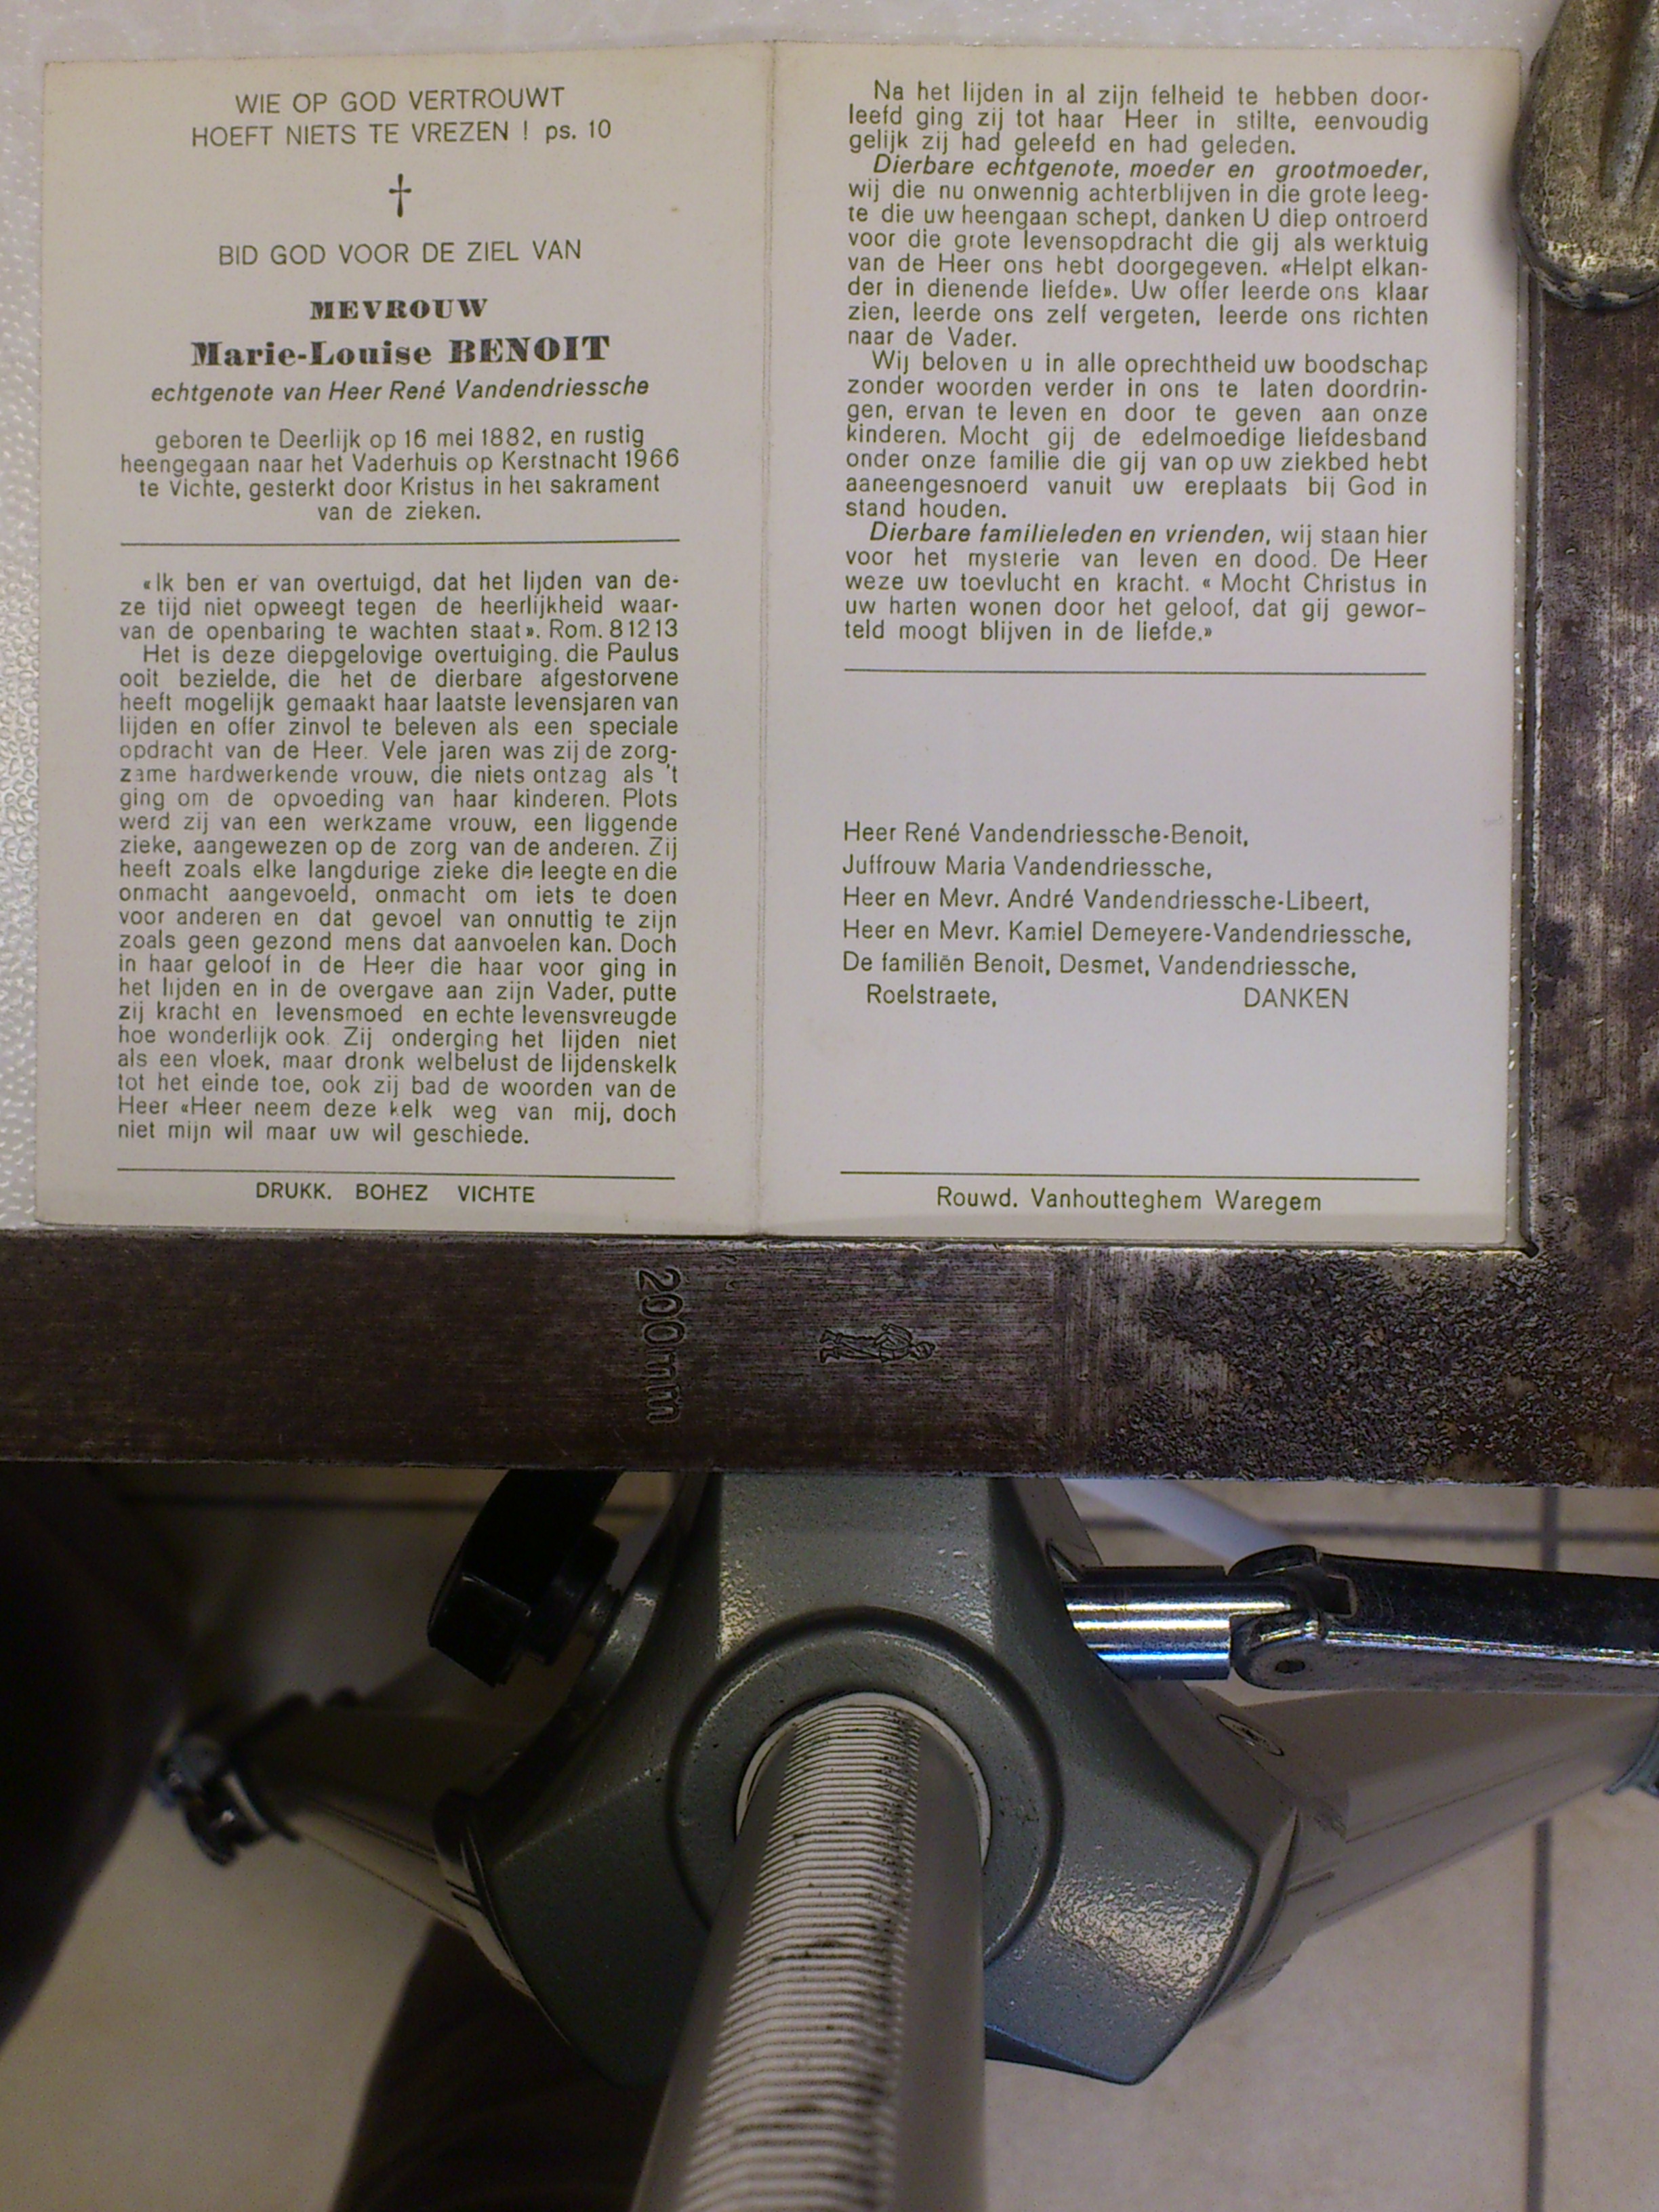 WIE OP GOD VERTROUWT
HOEFT NIETS TE VREZEN ! ps. 10
BID GOD VOOR DE ZIEL VAN
MEVROUW
Marie-Louise BENOIT
echtgenote van Heer René Vandendriessche
geboren te Deerlijk op 16 mei 1882, en rustig
heengegaan naar het Vaderhuis op Kerstnacht 1966
te Vichte, gesterkt door Kristus in het sakrament
van de zieken.
«Ik ben er van overtuigd, dat het lijden van de-
ze tijd niet opweegt tegen de heerlijkheid waar-
van de openbaring te wachten staat». Rom. 81213
Het is deze diepgelovige overtuiging. die Paulus
ooit bezielde, die het de dierbare afgestorvene
heeft mogelijk gemaakt haar laatste levensjaren van
lijden en offer zinvol te beleven als een speciale
opdracht van de Heer. Vele jaren was zij de zorg-
zame hardwerkende vrouw, die niets ontzag als 't
ging om de opvoeding van haar kinderen. Plots
werd zij van een werkzame vrouw, een liggende
zieke, aangewezen op de zorg van de anderen. Zij
heeft zoals elke langdurige zieke die leegte en die
onmacht aangevoeld, onmacht om iets te doen
voor anderen en dat gevoel van onnuttig te zijn
zoals geen gezond mens dat aanvoelen kan. Doch
in haar geloof in de Heer die haar voor ging in
het lijden en in de overgave aan zijn Vader, putte
zij kracht en levensmoed en echte levensvreugde
hoe wonderlijk ook. Zij onderging het lijden niet
als een vloek, maar dronk welbelust de lijdenskelk
tot het einde toe, ook zij bad de woorden van de
Heer «Heer neem deze kelk weg van mij, doch
niet mijn wil maar uw wil geschiede.
DRUKK. BOHEZ VICHTE
Na het lijden in al zijn felheid te hebben door-
leefd ging zij tot haar Heer in stilte, eenvoudig
gelijk zij had geleefd en had geleden.
Dierbare echtgenote, moeder en grootmoeder,
wij die nu onwennig achterblijven in die grote leeg-
te die uw heengaan schept, danken U diep ontroerd
voor die grote levensopdracht die gij als werktuig
van de Heer ons hebt doorgegeven. «Helpt elkan-
der in dienende liefde». Uw offer leerde ons klaar
zien, leerde ons zelf vergeten, leerde ons richten
naar de Vader.
Wij beloven u in alle oprechtheid uw boodschap
zonder woorden verder in ons te laten doordrin-
gen, ervan te leven en door te geven aan onze
kinderen. Mocht gij de edelmoedige liefdesband
onder onze familie die gij van op uw ziekbed hebt
aaneengesnoerd vanuit uw ereplaats bij God in
stand houden.
Dierbare familieleden en vrienden, wij staan hier
voor het mysterie van leven en dood. De Heer
weze uw toevlucht en kracht. « Mocht Christus in
uw harten wonen door het geloof, dat gij gewor-
teld moogt blijven in de liefde.»
Heer René Vandendriessche-Benoit,
Juffrouw Maria Vandendriessche,
Heer en Mevr. André Vandendriessche-Libeert,
Heer en Mevr. Kamiel Demeyere-Vandendriessche,
De familiën Benoit, Desmet, Vandendriessche,
Roelstraete, DANKEN
Rouwd. Vanhoutteghem Waregem
200mm